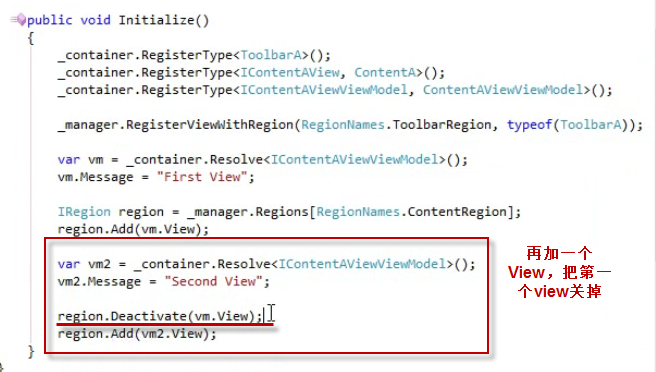 public void Initialize()
{
_container.RegisterType<ToolbarA>();
_container.RegisterType<IContentAView, ContentA>();
_container.RegisterType<IContentAViewViewModel, ContentAViewViewModel>();
_manager.RegisterViewWithRegion(RegionNames.ToolbarRegion, typeof(ToolbarA));
var vm = _container.Resolve<IContentAViewViewModel>();
vm.Message = "First View";
IRegion region = _manager.Regions[RegionNames.ContentRegion];
region.Add(vm.View);
var vm2 = _container.Resolve<IContentAViewViewModel>();
vm2.Message = "Second View";
region.Deactivate(vm.View);
region.Add(vm2.View);
}
}
再加一个
View，把第一
个view关掉